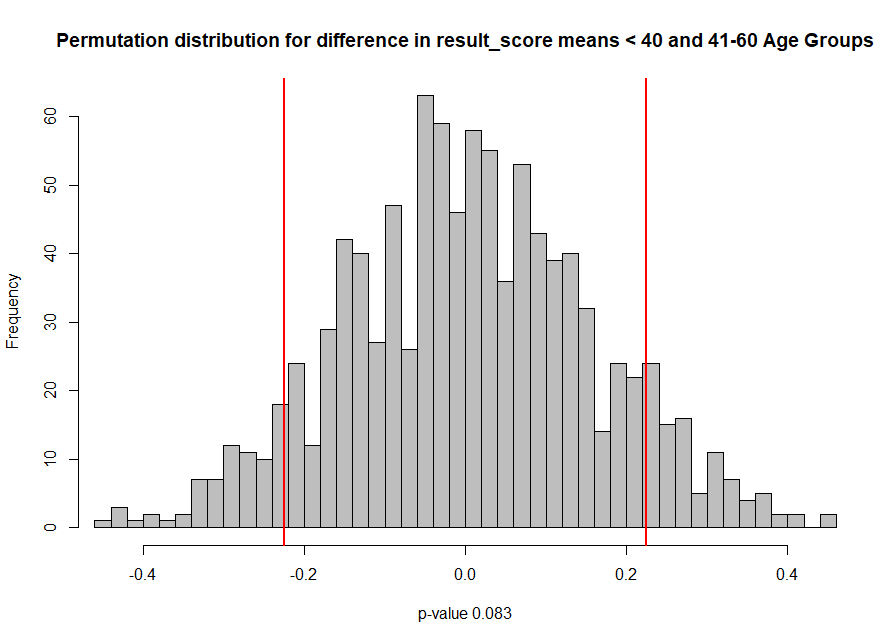 Permutation distribution for difference in result_score means < 40 and 41-60 Age Groups
60
50
40
30
20
10
0
Frequency
-0.4 -0.2 0.0 0.2 0.4
p-value 0.083